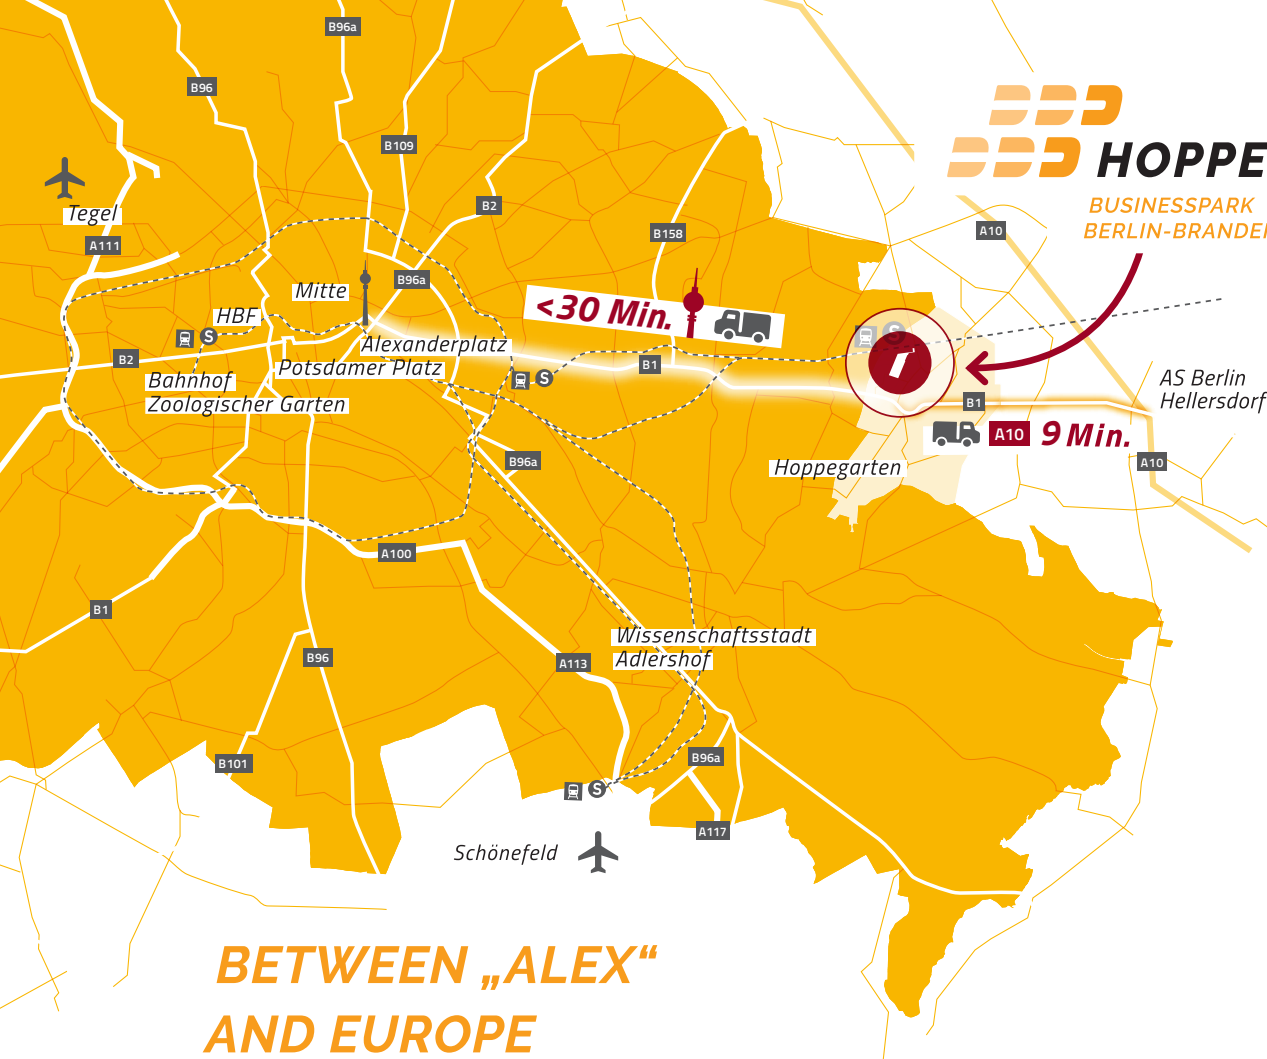 B96a
B96
B109
HOPPE
Tegel
B2
BUSINESSPARK
A111
B158
A10
BERLIN-BRANDE
B96a
Mitte
HBF
<30 Min.
S
S
Alexanderplatz
B2
Potsdamer Platz
B1
S
Bahnhof
Zoologischer Garten
AS Berlin
Hellersdorf
B1
A10
9 Min.
B96a
Hoppegarten
A10
A100
B1
Wissenschaftsstadt
Adlershof
B96
A113
B96a
B101
S
A117
Schönefeld
BETWEEN „ALEX“
AND EUROPE